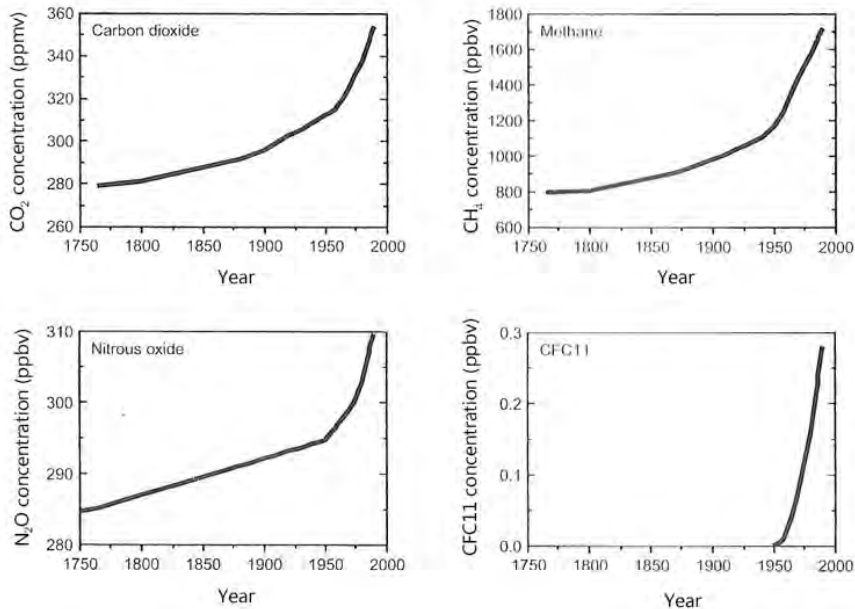 Carbon dioxide
CO₂ concentration (ppmv)
360
340
320
300
280
260
1750 1800 1850 1900 1950 2000
Year
Methane
CH₄ concentration (ppbv)
1800
1600
1400
1200
1000
800
600
1750 1800 1850 1900 1950 2000
Year
Nitrous oxide
N₂O concentration (ppbv)
310
300
290
280
1750 1800 1850 1900 1950 2000
Year
CFC11
CFC11 concentration (ppbv)
0.3
0.2
0.1
0.0
1750 1800 1850 1900 1950 2000
Year